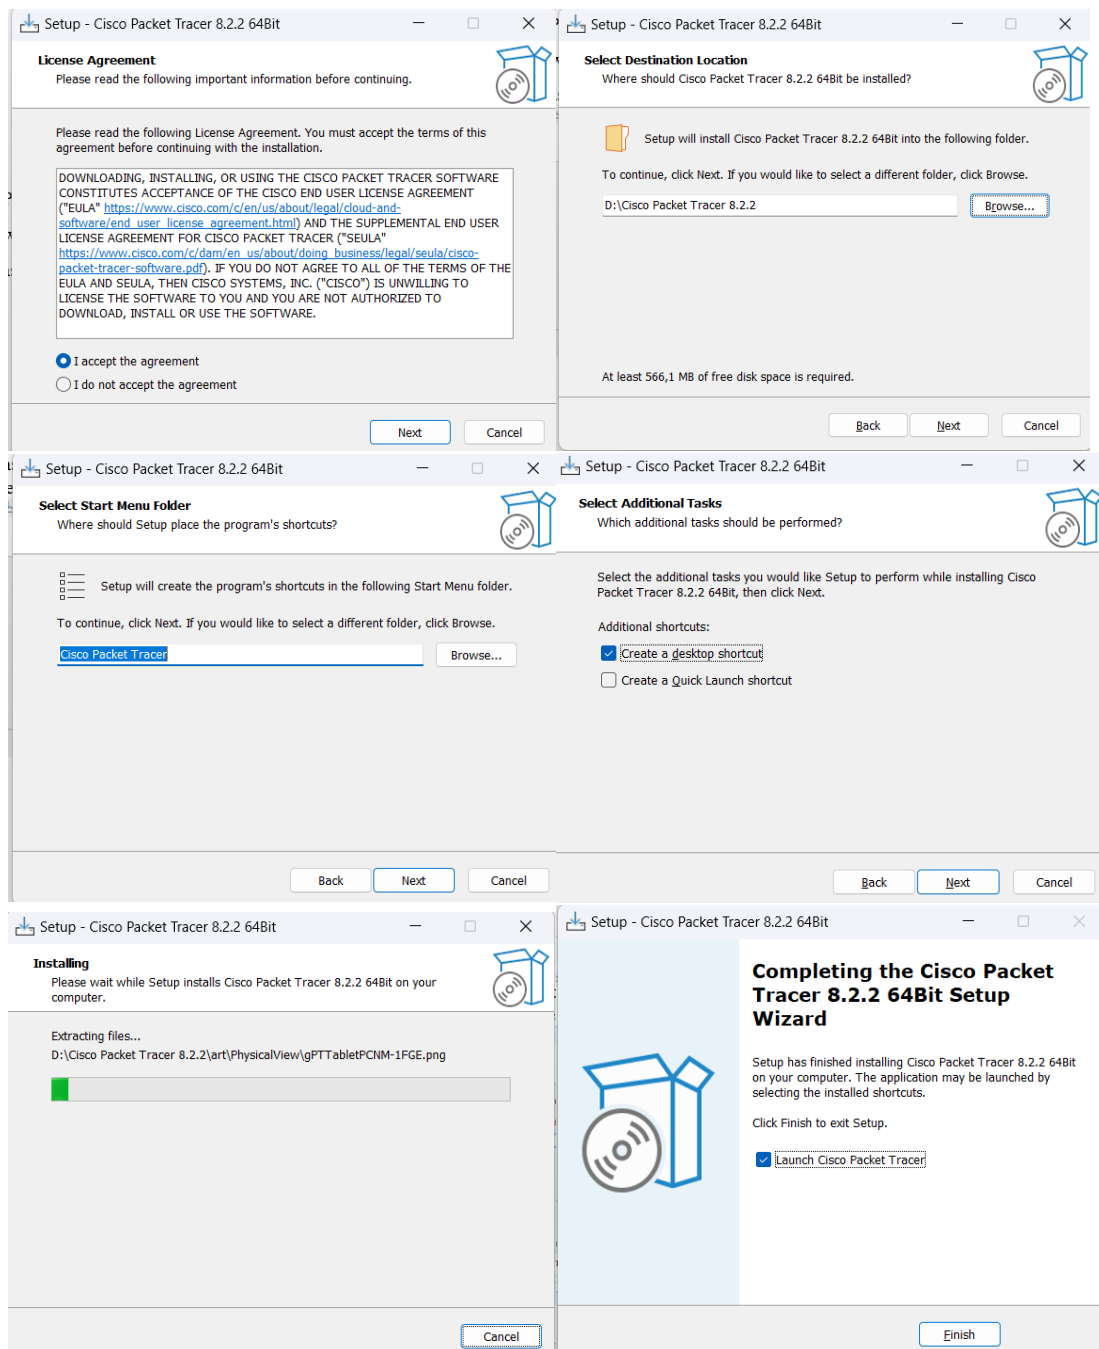 Setup - Cisco Packet Tracer 8.2.2 64Bit
License Agreement
Please read the following important information before continuing.
Please read the following License Agreement. You must accept the terms of this
agreement before continuing with the installation.
DOWNLOADING, INSTALLING, OR USING THE CISCO PACKET TRACER SOFTWARE
CONSTITUTES ACCEPTANCE OF THE CISCO END USER LICENSE AGREEMENT
("EULA" https://www.cisco.com/c/en/us/about/legal/cloud-and-
software/end_user_license_agreement.html) AND THE SUPPLEMENTAL END USER
LICENSE AGREEMENT FOR CISCO PACKET TRACER ("SEULA"
https://www.cisco.com/c/dam/en_us/about/doing_business/legal/seula/cisco-
packet-tracer-software.pdf). IF YOU DO NOT AGREE TO ALL OF THE TERMS OF THE
EULA AND SEULA, THEN CISCO SYSTEMS, INC. ("CISCO") IS UNWILLING TO
LICENSE THE SOFTWARE TO YOU AND YOU ARE NOT AUTHORIZED TO
DOWNLOAD, INSTALL OR USE THE SOFTWARE.
I accept the agreement
I do not accept the agreement
Next Cancel
Setup - Cisco Packet Tracer 8.2.2 64Bit
Select Destination Location
Where should Cisco Packet Tracer 8.2.2 64Bit be installed?
Setup will install Cisco Packet Tracer 8.2.2 64Bit into the following folder.
To continue, click Next. If you would like to select a different folder, click Browse.
D:\Cisco Packet Tracer 8.2.2 Browse...
At least 566,1 MB of free disk space is required.
Back Next Cancel
Setup - Cisco Packet Tracer 8.2.2 64Bit
Select Start Menu Folder
Where should Setup place the program's shortcuts?
Setup will create the program's shortcuts in the following Start Menu folder.
To continue, click Next. If you would like to select a different folder, click Browse.
Cisco Packet Tracer Browse...
Back Next Cancel
Setup - Cisco Packet Tracer 8.2.2 64Bit
Select Additional Tasks
Which additional tasks should be performed?
Select the additional tasks you would like Setup to perform while installing Cisco
Packet Tracer 8.2.2 64Bit, then click Next.
Additional shortcuts:
Create a desktop shortcut
Create a Quick Launch shortcut
Back Next Cancel
Setup - Cisco Packet Tracer 8.2.2 64Bit
Installing
Please wait while Setup installs Cisco Packet Tracer 8.2.2 64Bit on your
computer.
Extracting files...
D:\Cisco Packet Tracer 8.2.2\art\PhysicalView\gPTTabletPCNM-1FGE.png
Cancel
Setup - Cisco Packet Tracer 8.2.2 64Bit
Completing the Cisco Packet
Tracer 8.2.2 64Bit Setup
Wizard
Setup has finished installing Cisco Packet Tracer 8.2.2 64Bit
on your computer. The application may be launched by
selecting the installed shortcuts.
Click Finish to exit Setup.
Launch Cisco Packet Tracer
Finish